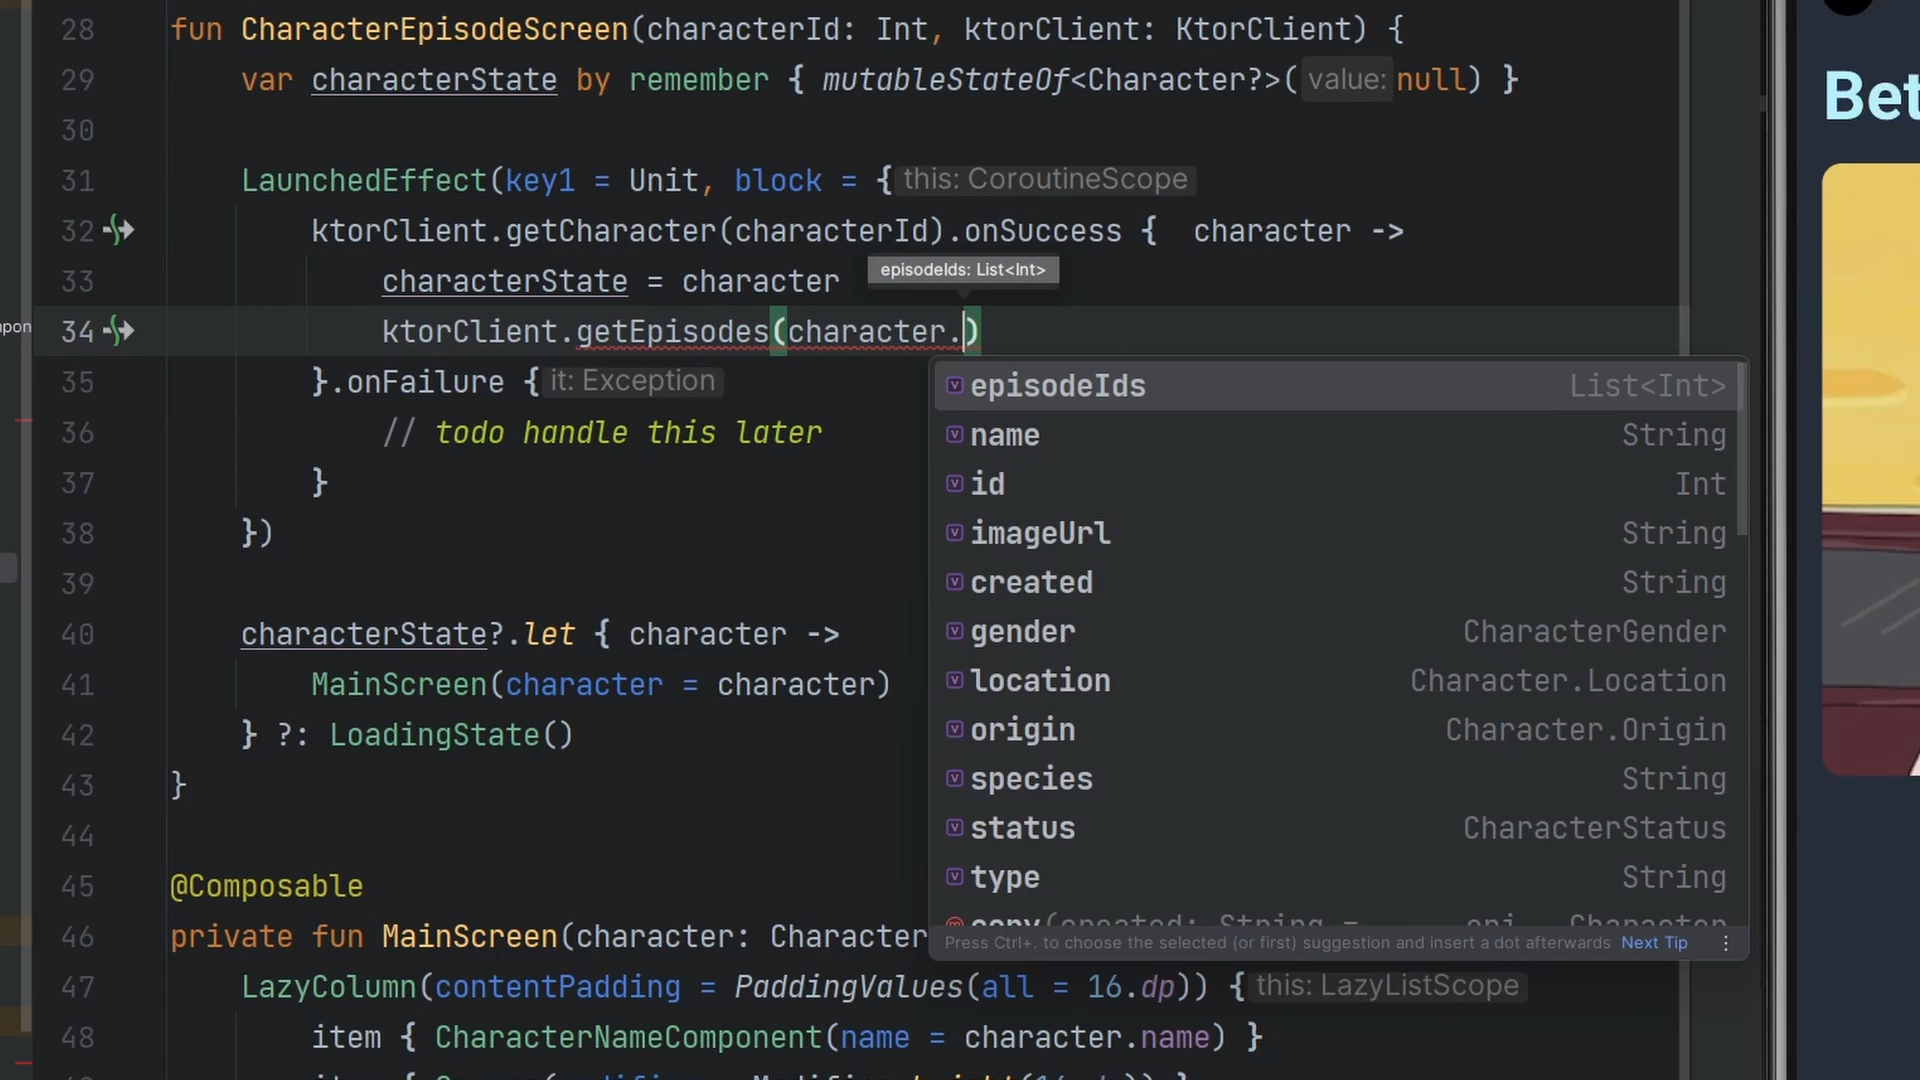 28 fun CharacterEpisodeScreen(characterId: Int, ktorClient: KtorClient) {
29 var characterState by remember { mutableStateOf<Character?>( value: null) }
30
31 LaunchedEffect(key1 = Unit, block = { this: CoroutineScope
32 ktorClient.getCharacter(characterId).onSuccess { character ->
episodeIds: List<Int>
33 characterState = character
34 ktorClient.getEpisodes(character.)
35 }.onFailure { it: Exception
36 // todo handle this later
37 }
38 })
39
40 characterState?.let { character ->
41 MainScreen(character = character)
42 } ?: LoadingState()
43 }
44
45 @Composable
46 private fun MainScreen(character: Character
47 LazyColumn(contentPadding = PaddingValues(all = 16.dp)) { this: LazyListScope
48 item { CharacterNameComponent(name = character.name) }
episodeIds List<Int>
name String
id Int
imageUrl String
created String
gender CharacterGender
location Character.Location
origin Character.Origin
species String
status CharacterStatus
type String
Press Ctrl+. to choose the selected (or first) suggestion and insert a dot afterwards Next Tip
Bet